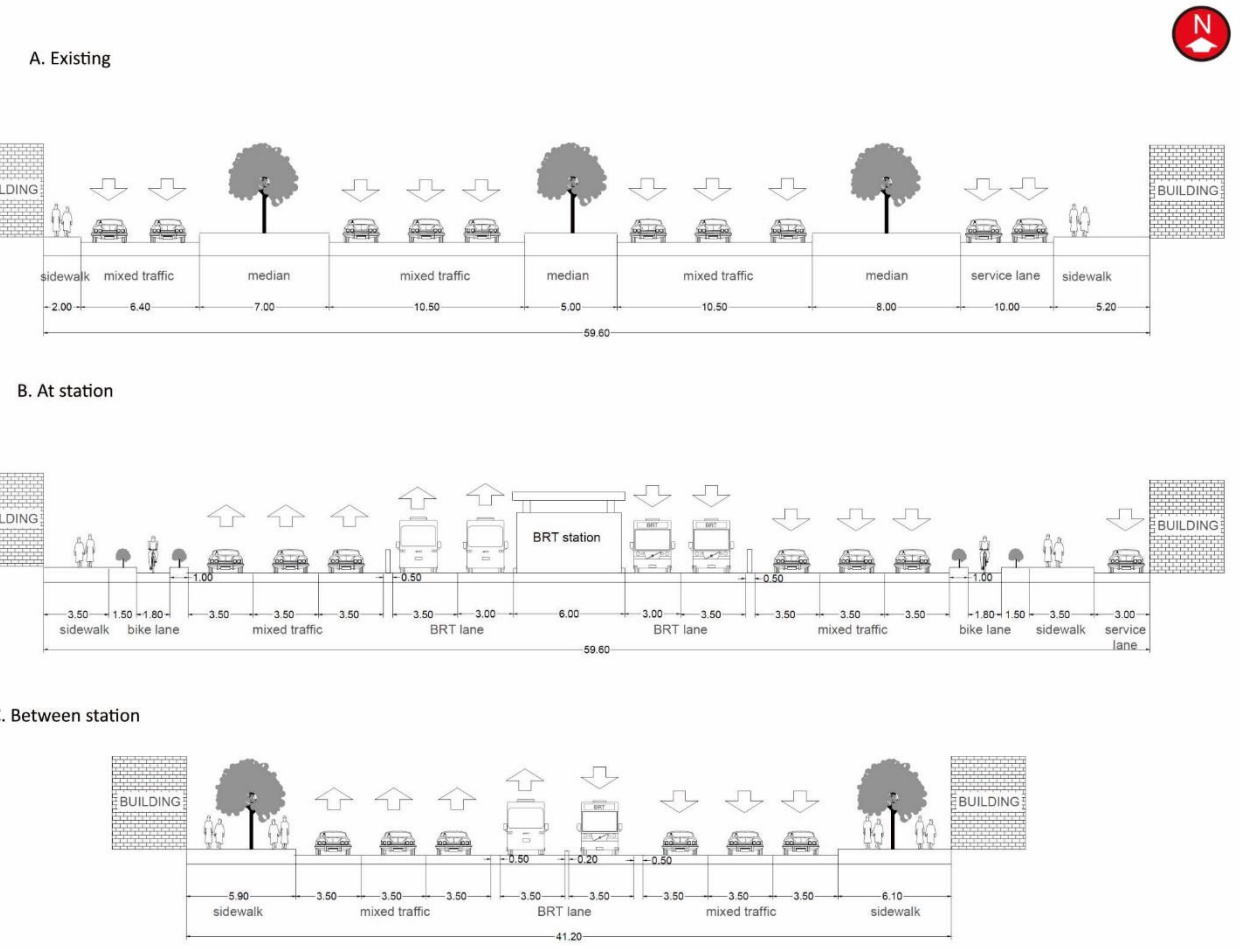 N
A. Existing
LDING
BUILDING
sidewalk mixed traffic median mixed traffic median mixed traffic median service lane sidewalk
2.00 6.40 7.00 10.50 5.00 10.50 8.00 10.00 5.20
59.60
B. At station
LDING
BRT station
BRT BRT
BUILDING
1.00 0.50 0.50 1.00
3.50 1.50 1.80 3.50 3.50 3.50 3.50 3.00 6.00 3.00 3.50 3.50 3.50 3.50 1.80 1.50 3.50 3.00
sidewalk bike lane mixed traffic BRT lane BRT lane mixed traffic bike lane sidewalk service
lane
59.60
. Between station
BUILDING
BRT
BUILDING
0.50 0.20 0.50
5.90 3.50 3.50 3.50 3.50 3.50 3.50 3.50 3.50 6.10
sidewalk mixed traffic BRT lane mixed traffic sidewalk
41.20